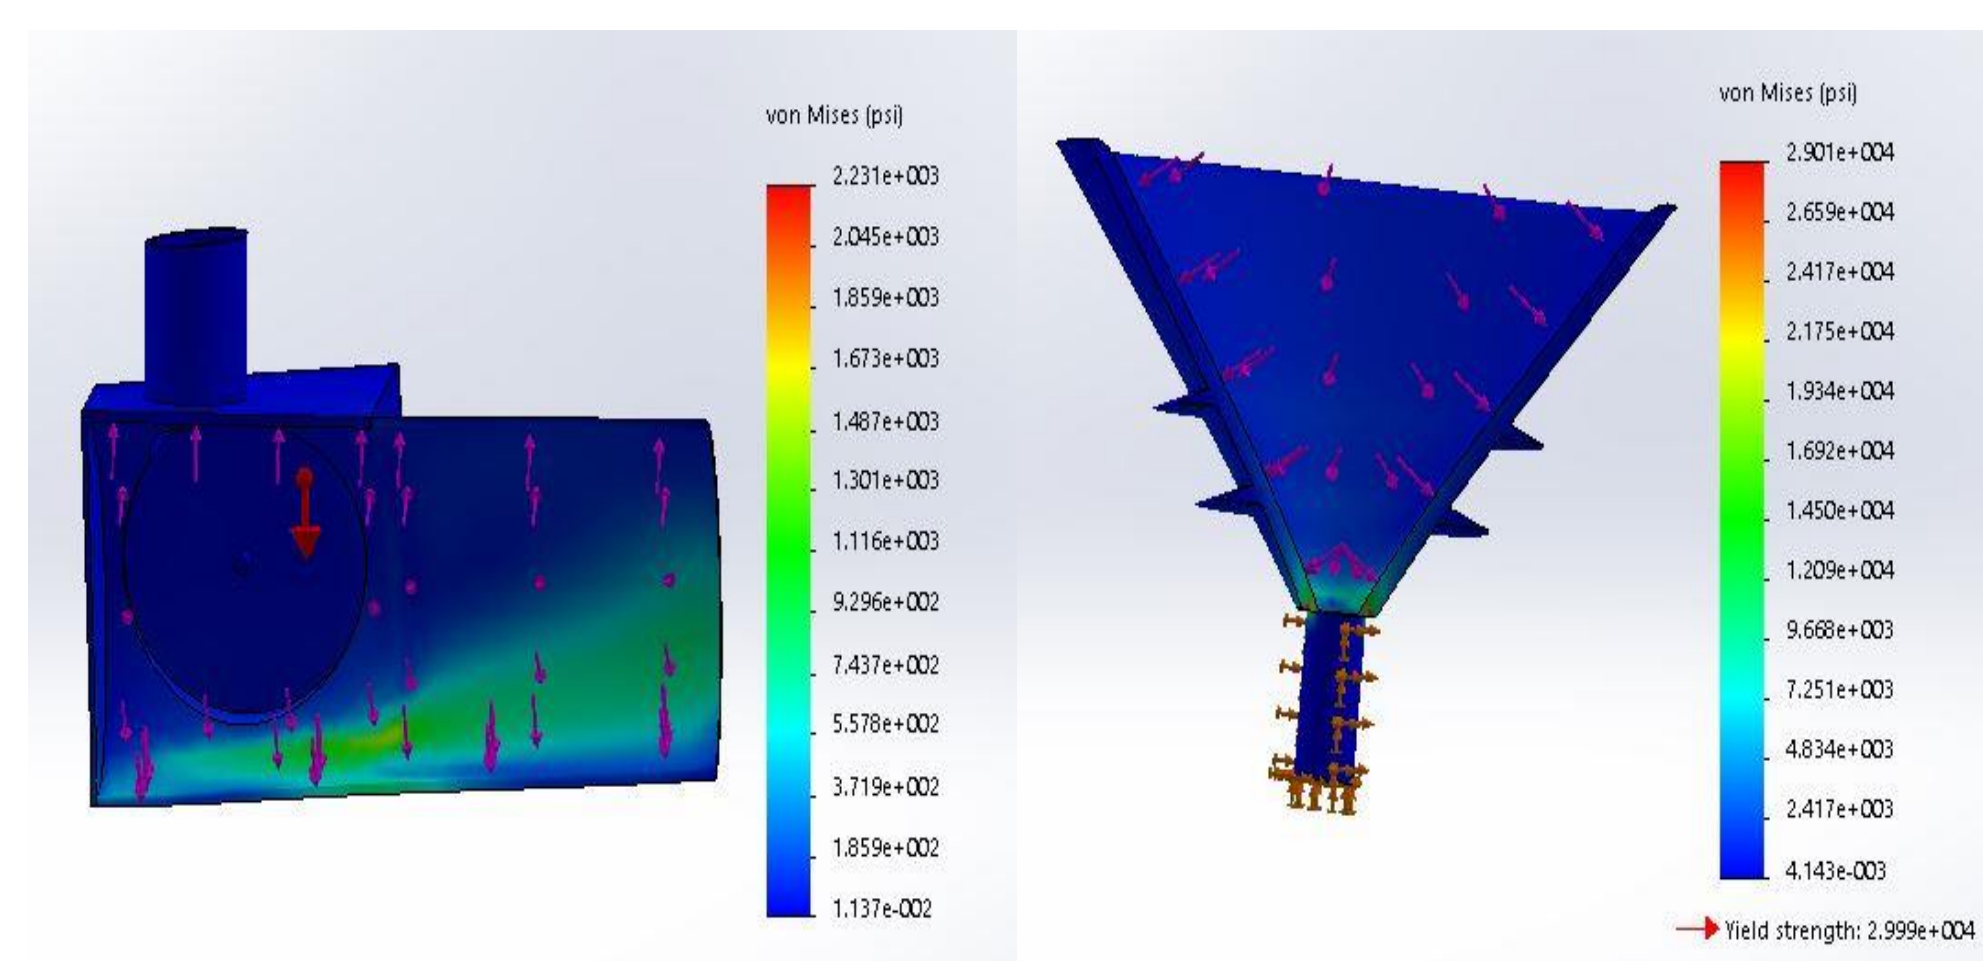 von Mises (psi)
2.231e+003
2.045e+003
1.859e+003
1.673e+003
1.487e+003
1.301e+003
1.116e+003
9.296e+002
7.437e+002
5.578e+002
3.719e+002
1.859e+002
1.137e-002
von Mises (psi)
2.901e+004
2.659e+004
2.417e+004
2.175e+004
1.934e+004
1.692e+004
1.450e+004
1.209e+004
9.668e+003
7.251e+003
4.834e+003
2.417e+003
4.143e-003
Yield strength: 2.999e+004